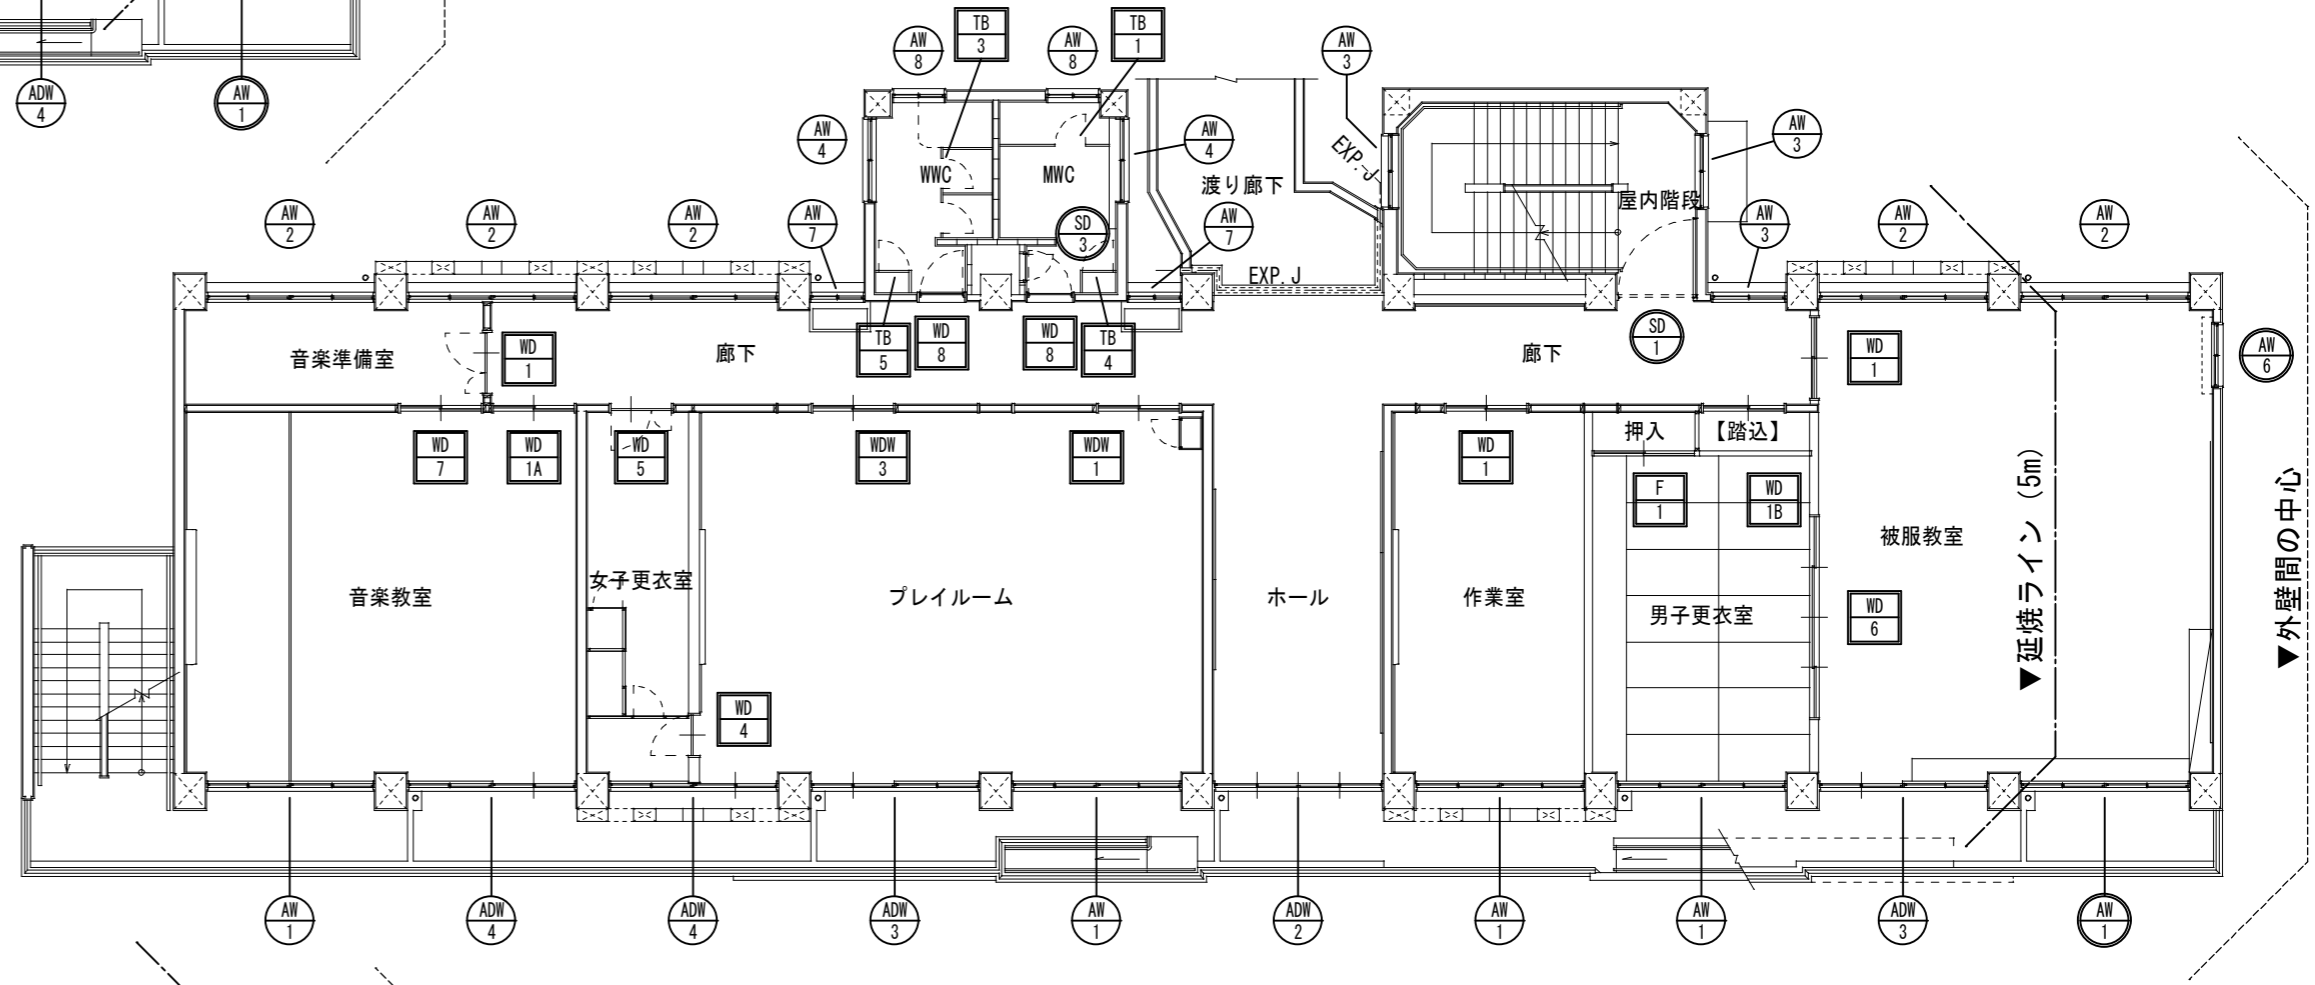 ADW
4
AW
1
AW
8
TB
3
AW
8
TB
1
AW
3
AW
4
WWC
MWC
AW
4
渡り廊下
EXP.J
AW
3
屋内階段
AW
2
AW
2
AW
2
AW
7
SD
3
AW
7
EXP.J
AW
3
AW
2
AW
2
音楽準備室
WD
1
廊下
TB
5
WD
8
WD
8
TB
4
廊下
SD
1
WD
1
AW
6
WD
7
WD
1A
WD
5
WDW
3
WDW
1
WD
1
押入
【踏込】
F
1
WD
1B
被服教室
▼延焼ライン（5m）
▼外壁間の中心
音楽教室
女子更衣室
プレイルーム
ホール
作業室
男子更衣室
WD
6
WD
4
AW
1
ADW
4
ADW
4
ADW
3
AW
1
ADW
2
AW
1
AW
1
ADW
3
AW
1